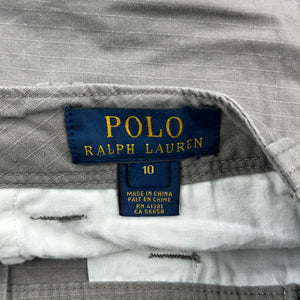 POLO
RALPH LAUREN
10
MADE IN CHINA
FAIT EN CHINE
RN 41381
CA 56658